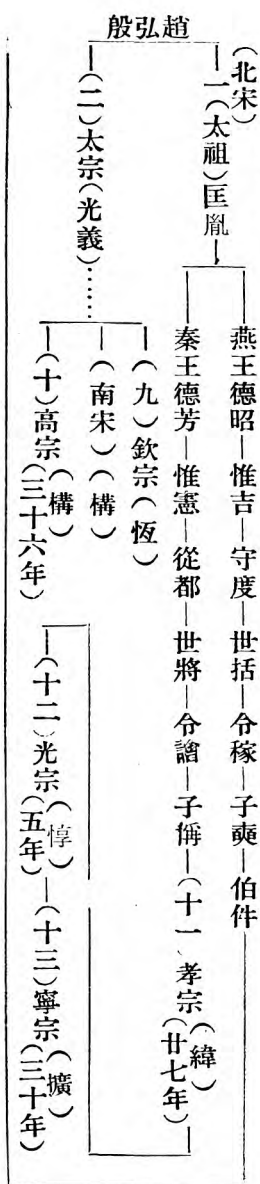 趙弘殷
(北宋)
一(太祖)匡胤
燕王德昭—惟吉—守度—世括—令稼—子奭—伯件
秦王德芳—惟憲—從都—世將—令譮—子偁—(十一、孝宗(緯)(廿七年)
(二)太宗(光義)……
(九)欽宗(恆)
(南宋)(構)
(十)高宗(構)(三十六年)
(十二)光宗(惇)(五年)—(十三)寧宗(擴)(三十年)